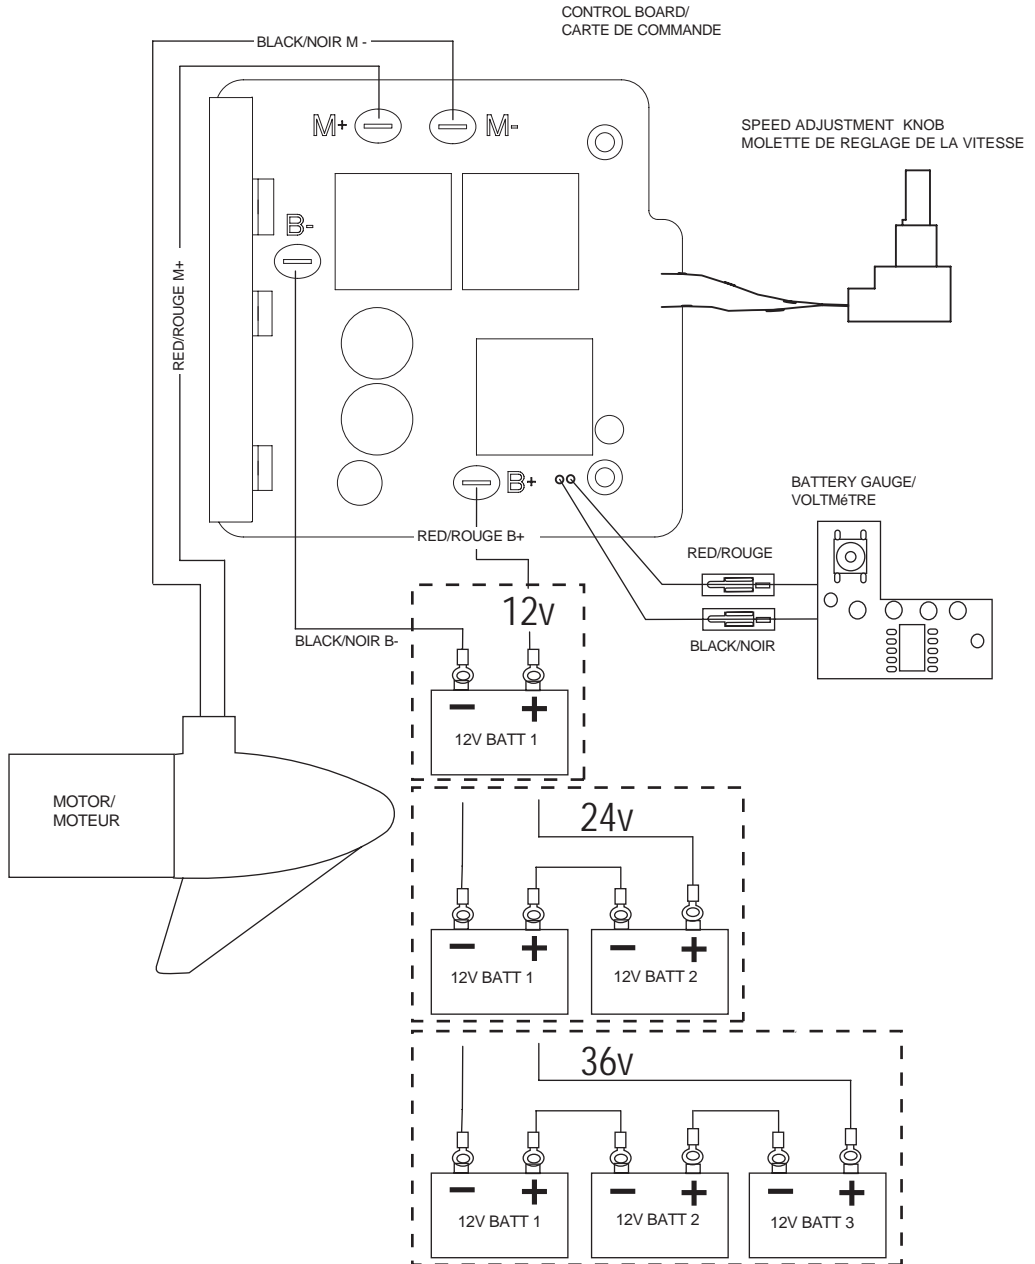 CONTROL BOARD/
CARTE DE COMMANDE
BLACK/NOIR M -
M+
M-
SPEED ADJUSTMENT KNOB
MOLETTE DE REGLAGE DE LA VITESSE
B-
RED/ROUGE M+
B+
BATTERY GAUGE/
VOLTMéTRE
RED/ROUGE B+
RED/ROUGE
BLACK/NOIR
12v
BLACK/NOIR B-
− +
12V BATT 1
MOTOR/
MOTEUR
24v
− + − +
12V BATT 1
12V BATT 2
36v
− + − + − +
12V BATT 1
12V BATT 2
12V BATT 3